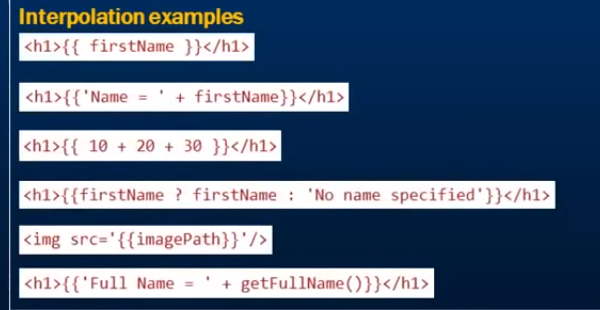 Interpolation examples
<h1>{{ firstName }}</h1>
<h1>{{'Name = ' + firstName}}</h1>
<h1>{{ 10 + 20 + 30 }}</h1>
<h1>{{firstName ? firstName : 'No name specified'}}</h1>
<img src='{{imagePath}}'/>
<h1>{{'Full Name = ' + getFullName()}}</h1>